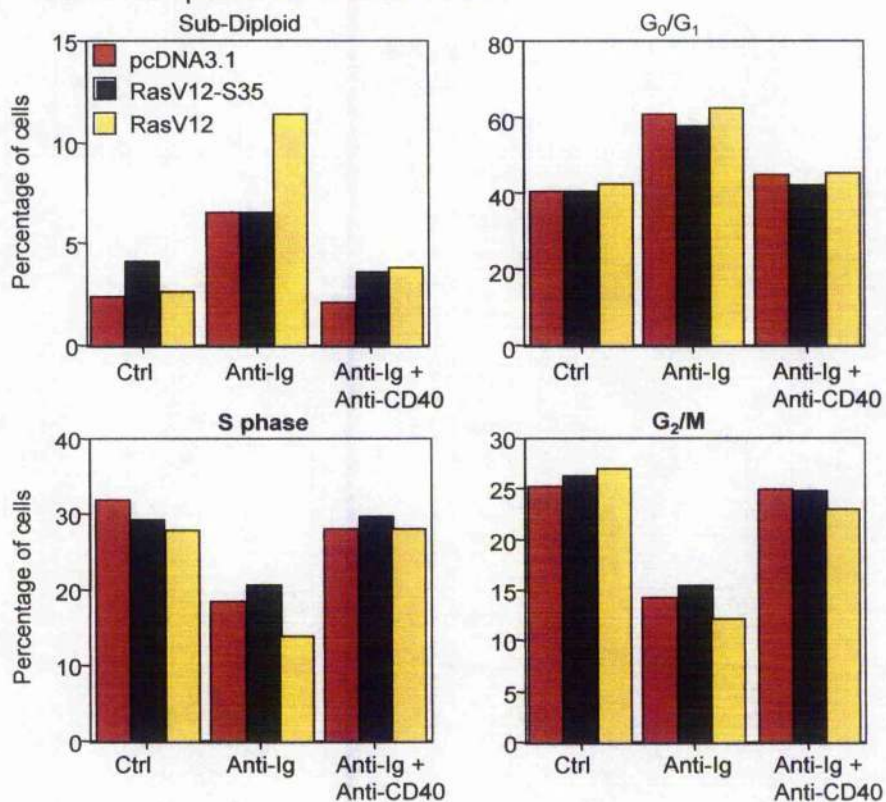 Sub-Diploid
15
10
5
0
Percentage of cells
pcDNA3.1
RasV12-S35
RasV12
Ctrl
Anti-Ig
Anti-Ig +
Anti-CD40
G₀/G₁
80
60
40
20
0
Ctrl
Anti-Ig
Anti-Ig +
Anti-CD40
S phase
40
30
20
10
0
Percentage of cells
Ctrl
Anti-Ig
Anti-Ig +
Anti-CD40
G₂/M
30
25
20
15
10
5
0
Ctrl
Anti-Ig
Anti-Ig +
Anti-CD40